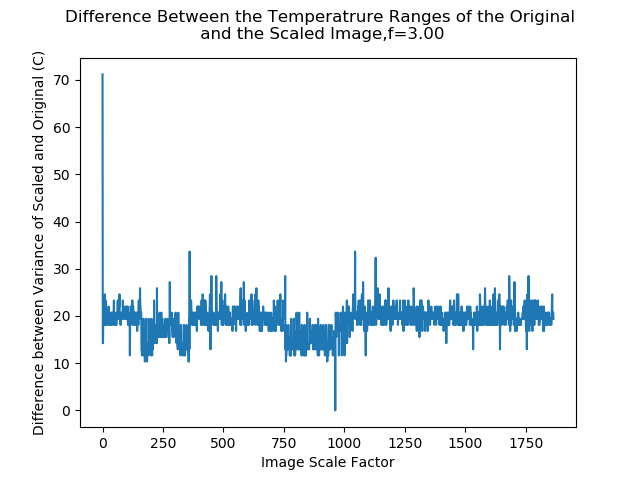 Difference Between the Temperatrure Ranges of the Original
and the Scaled Image,f=3.00
Difference between Variance of Scaled and Original (C)
70
60
50
40
30
20
10
0
0 250 500 750 1000 1250 1500 1750
Image Scale Factor